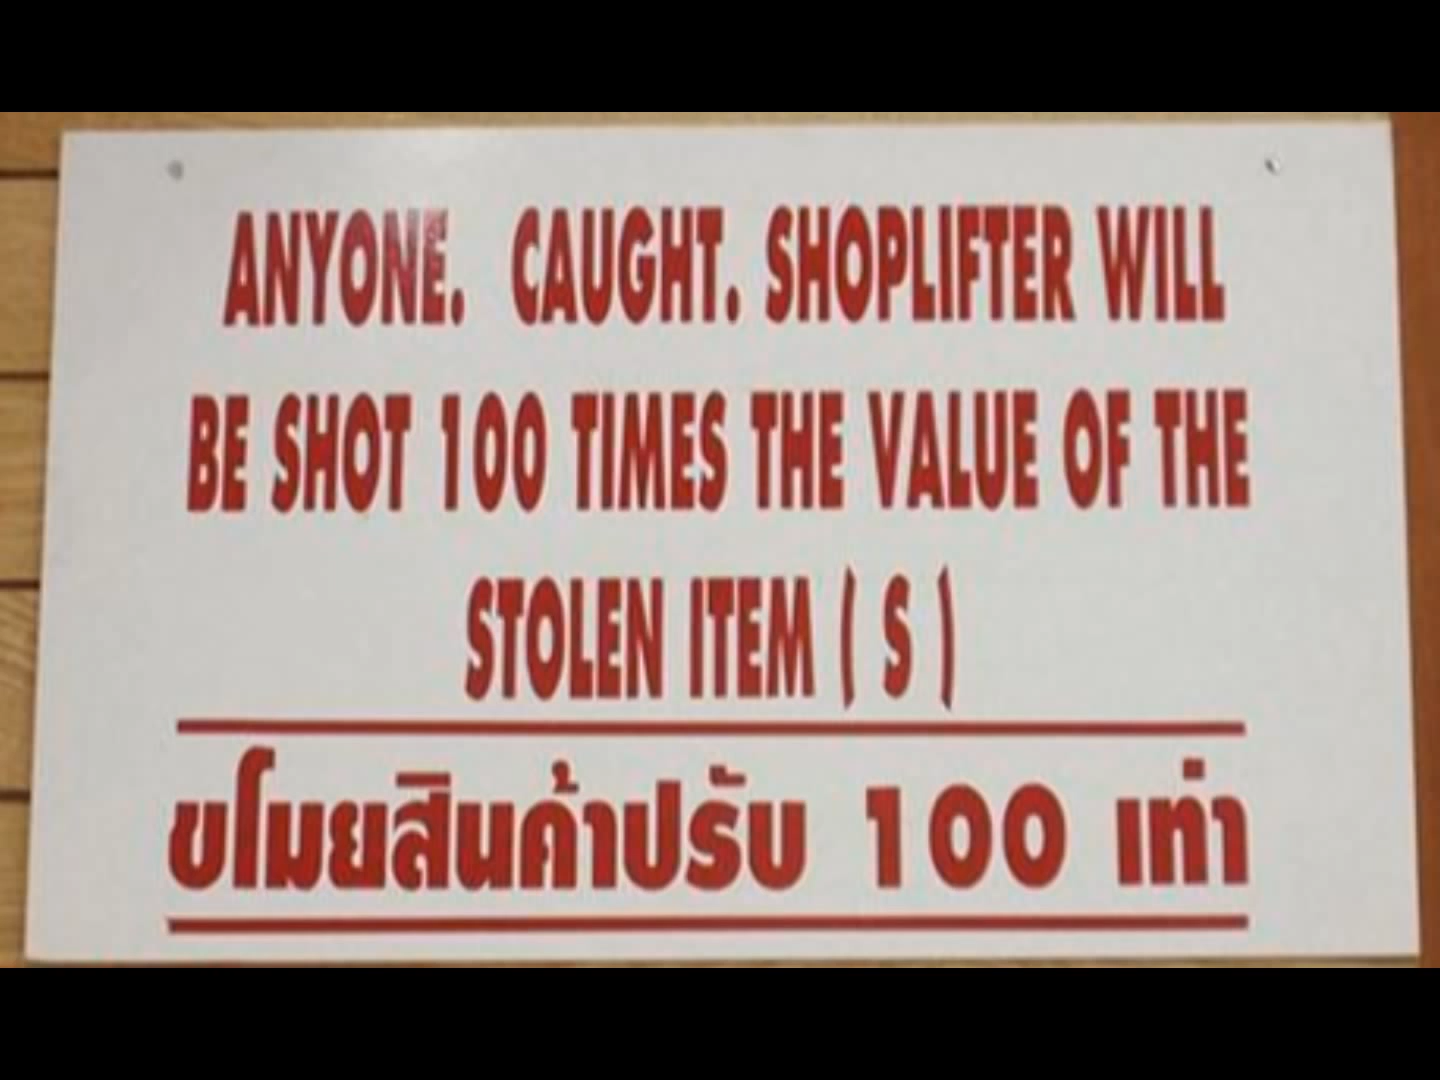 ANYONE. CAUGHT. SHOPLIFTER WILL
BE SHOT 100 TIMES THE VALUE OF THE
STOLEN ITEM ( S )
ขโมยสินค้าปรับ 100 เท่า